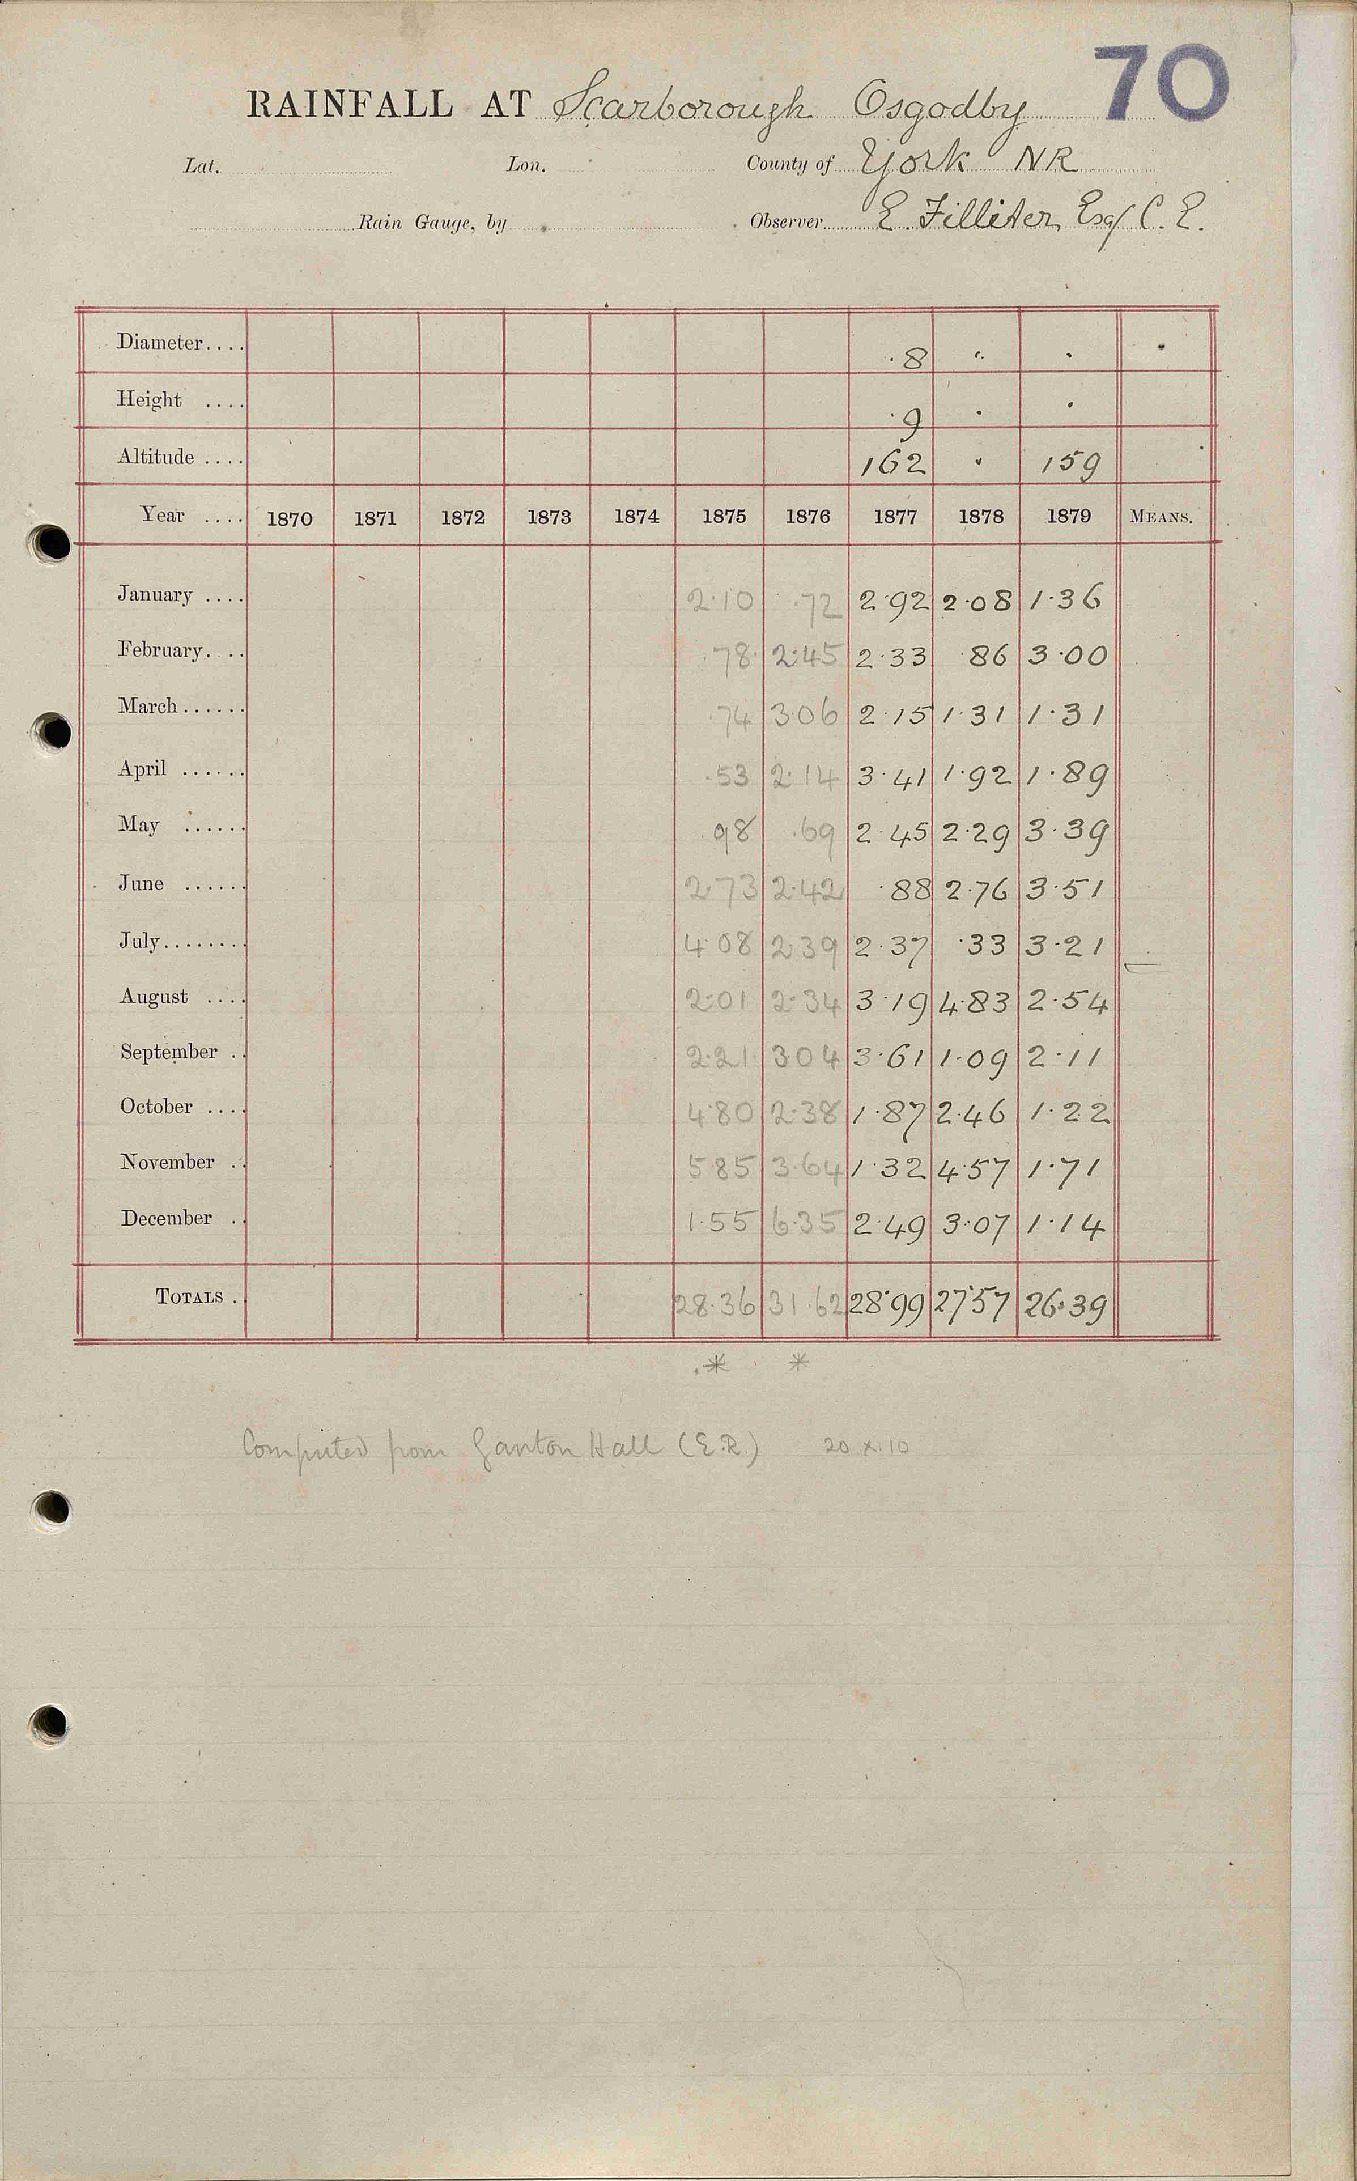 70
RAINFALL AT Scarborough Osgodby
Lat. Lon. County of York NR
Rain Gauge, by Observer E. Filliter, Esq C. E.
Diameter.... 8 " "
Height .... 9 " "
Altitude .... 162 " 159
Year .... 1870 1871 1872 1873 1874 1875 1876 1877 1878 1879 MEANS.
January .... 2·10 ·72 2·92 2·08 1·36
February. .. ·78 2·45 2·33 86 3·00
March...... ·74 3·06 2·15 1·31 1·31
April ...... ·53 2·14 3·41 1·92 1·89
May ...... 98 ·69 2·45 2·29 3·39
June ...... 2·73 2·42 ·88 2·76 3·51
July........ 4·08 2·39 2·37 ·33 3·21
August .... 2·01 2·34 3·19 4·83 2·54
September .. 2·21 3 04 3·61 1·09 2·11
October .... 4·80 2·38 1·87 2·46 1·22
November .. 5 85 3·64 1·32 4·57 1·71
December .. 1·55 6·35 2·49 3·07 1·14
TOTALS .. 28·36 31·62 28·99 27·57 26·39
* *
Computed from Ganton Hall (E.R.) 20.x.10